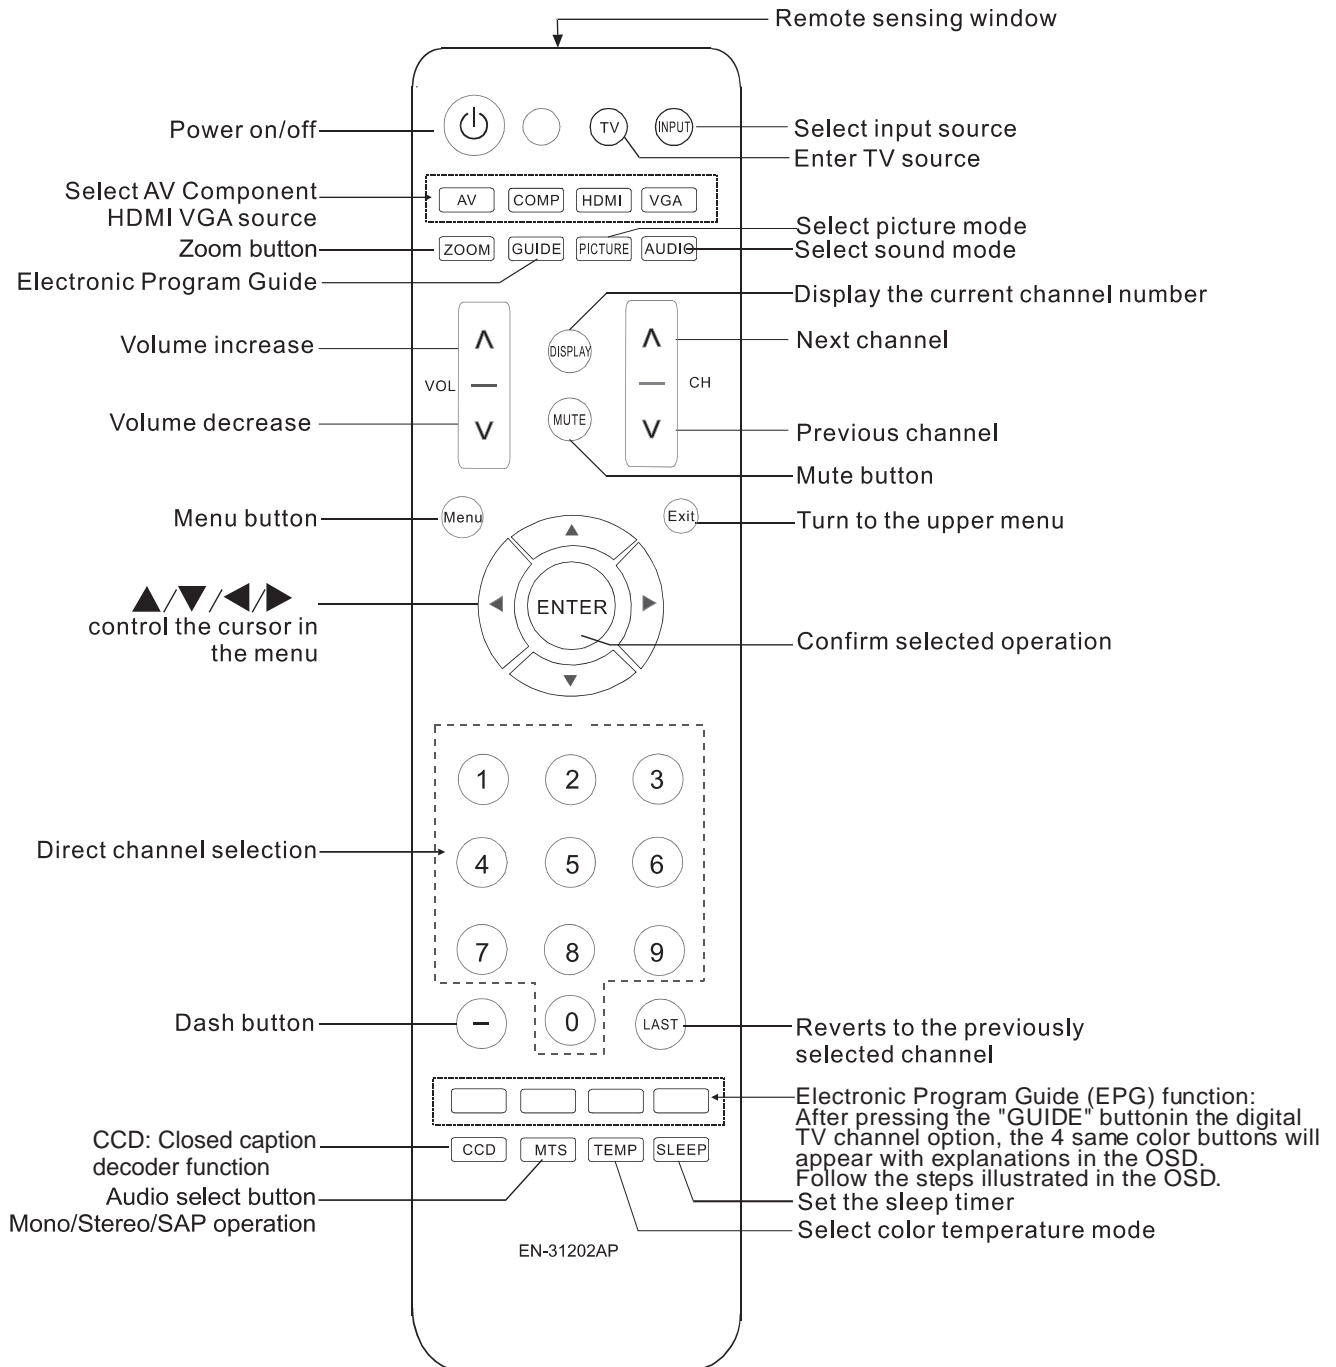 Remote sensing window
Power on/off
TV
INPUT
Select input source
Enter TV source
Select AV Component
HDMI VGA source
AV
COMP
HDMI
VGA
Select picture mode
Zoom button
ZOOM
GUIDE
PICTURE
AUDIO
Select sound mode
Electronic Program Guide
Display the current channel number
Volume increase
DISPLAY
Next channel
VOL
CH
Volume decrease
MUTE
Previous channel
Mute button
Menu button
Menu
Exit
Turn to the upper menu
▲/▼/◀/▶
control the cursor in
the menu
ENTER
Confirm selected operation
1 2 3
Direct channel selection
4 5 6
7 8 9
Dash button
–
0
LAST
Reverts to the previously
selected channel
Electronic Program Guide (EPG) function:
After pressing the "GUIDE" buttonin the digital
TV channel option, the 4 same color buttons will
appear with explanations in the OSD.
Follow the steps illustrated in the OSD.
CCD: Closed caption
decoder function
CCD
MTS
TEMP
SLEEP
Audio select button
Mono/Stereo/SAP operation
Set the sleep timer
Select color temperature mode
EN-31202AP